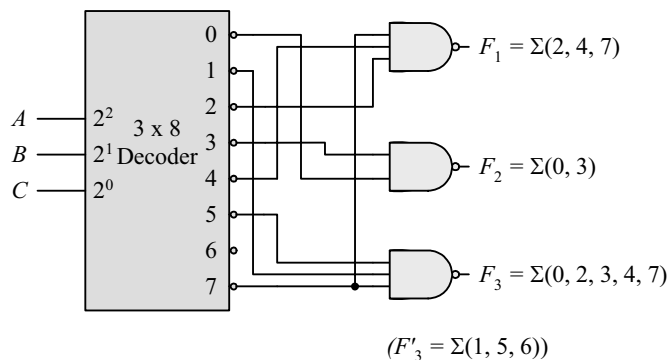 0
F₁ = Σ(2, 4, 7)
1
2
A 2²
3 x 8
Decoder
B 2¹
C 2⁰
3
F₂ = Σ(0, 3)
4
5
6
7
F₃ = Σ(0, 2, 3, 4, 7)
(F′₃ = Σ(1, 5, 6))